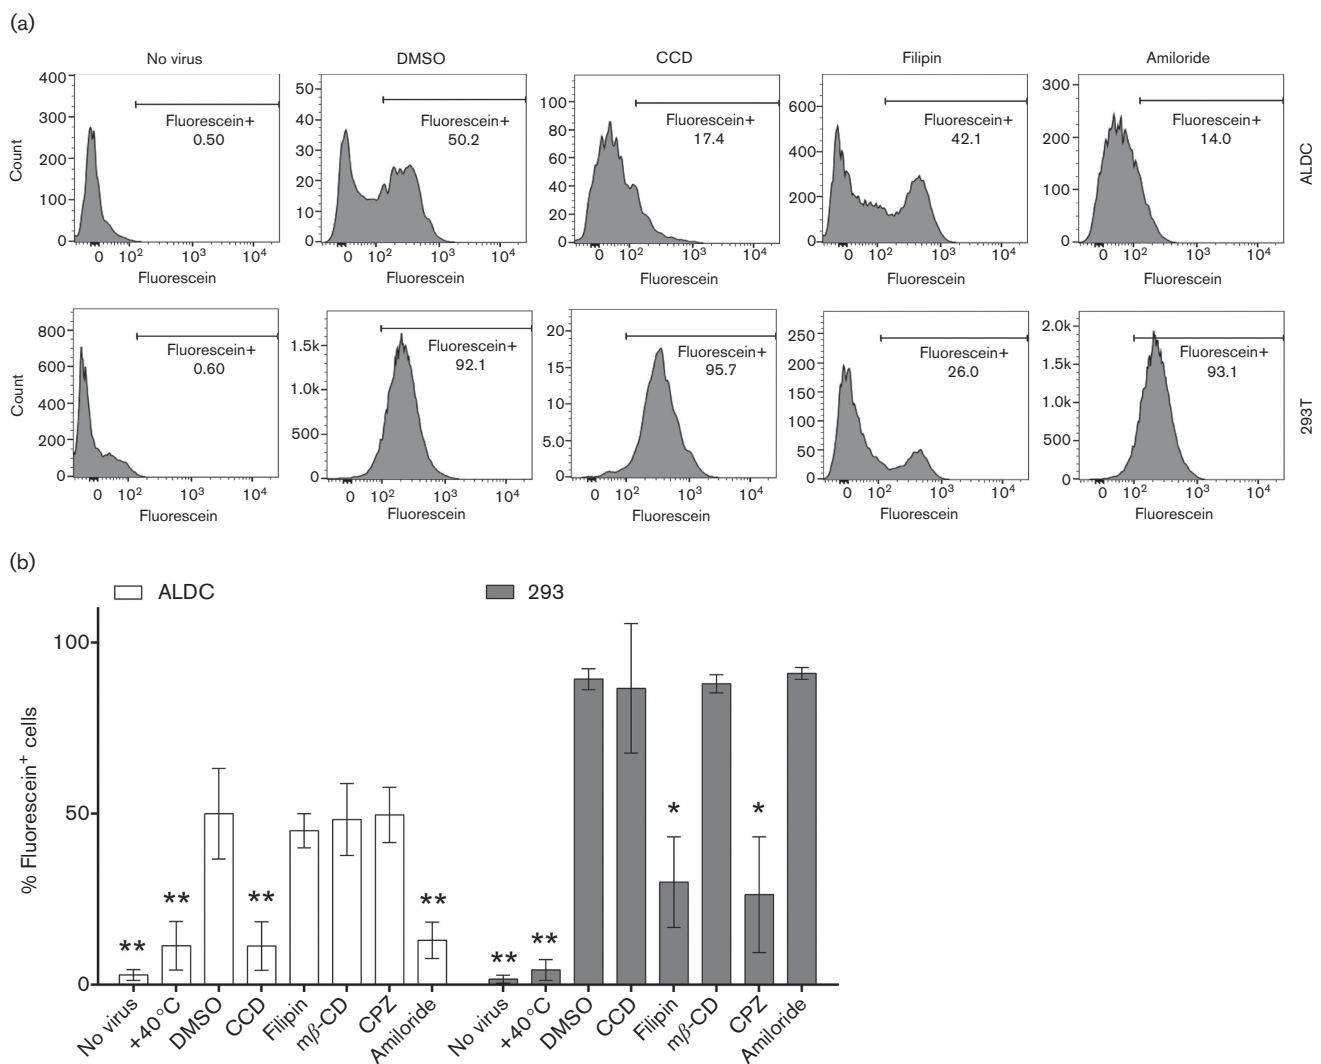 (a)
No virus DMSO CCD Filipin Amiloride
400 300 200 100 0
Count
Fluorescein+
0.50
0 10² 10³ 10⁴
Fluorescein
50 40 30 20 10 0
Fluorescein+
50.2
0 10² 10³ 10⁴
Fluorescein
100 80 60 40 20 0
Fluorescein+
17.4
0 10² 10³ 10⁴
Fluorescein
600 400 200 0
Fluorescein+
42.1
0 10² 10³ 10⁴
Fluorescein
300 200 100 0
Fluorescein+
14.0
0 10² 10³ 10⁴
Fluorescein
ALDC
800 600 400 200 0
Count
Fluorescein+
0.60
0 10² 10³ 10⁴
Fluorescein
1.5k 1.0k 500 0
Fluorescein+
92.1
0 10² 10³ 10⁴
Fluorescein
20 15 10 5.0 0
Fluorescein+
95.7
0 10² 10³ 10⁴
Fluorescein
250 200 150 100 50 0
Fluorescein+
26.0
0 10² 10³ 10⁴
Fluorescein
2.0k 1.5k 1.0k 500 0
Fluorescein+
93.1
0 10² 10³ 10⁴
Fluorescein
293T
(b)
ALDC 293
100
50
0
% Fluorescein⁺ cells
** ** ** ** ** ** * *
No virus +40 °C DMSO CCD Filipin mβ-CD CPZ Amiloride No virus +40 °C DMSO CCD Filipin mβ-CD CPZ Amiloride